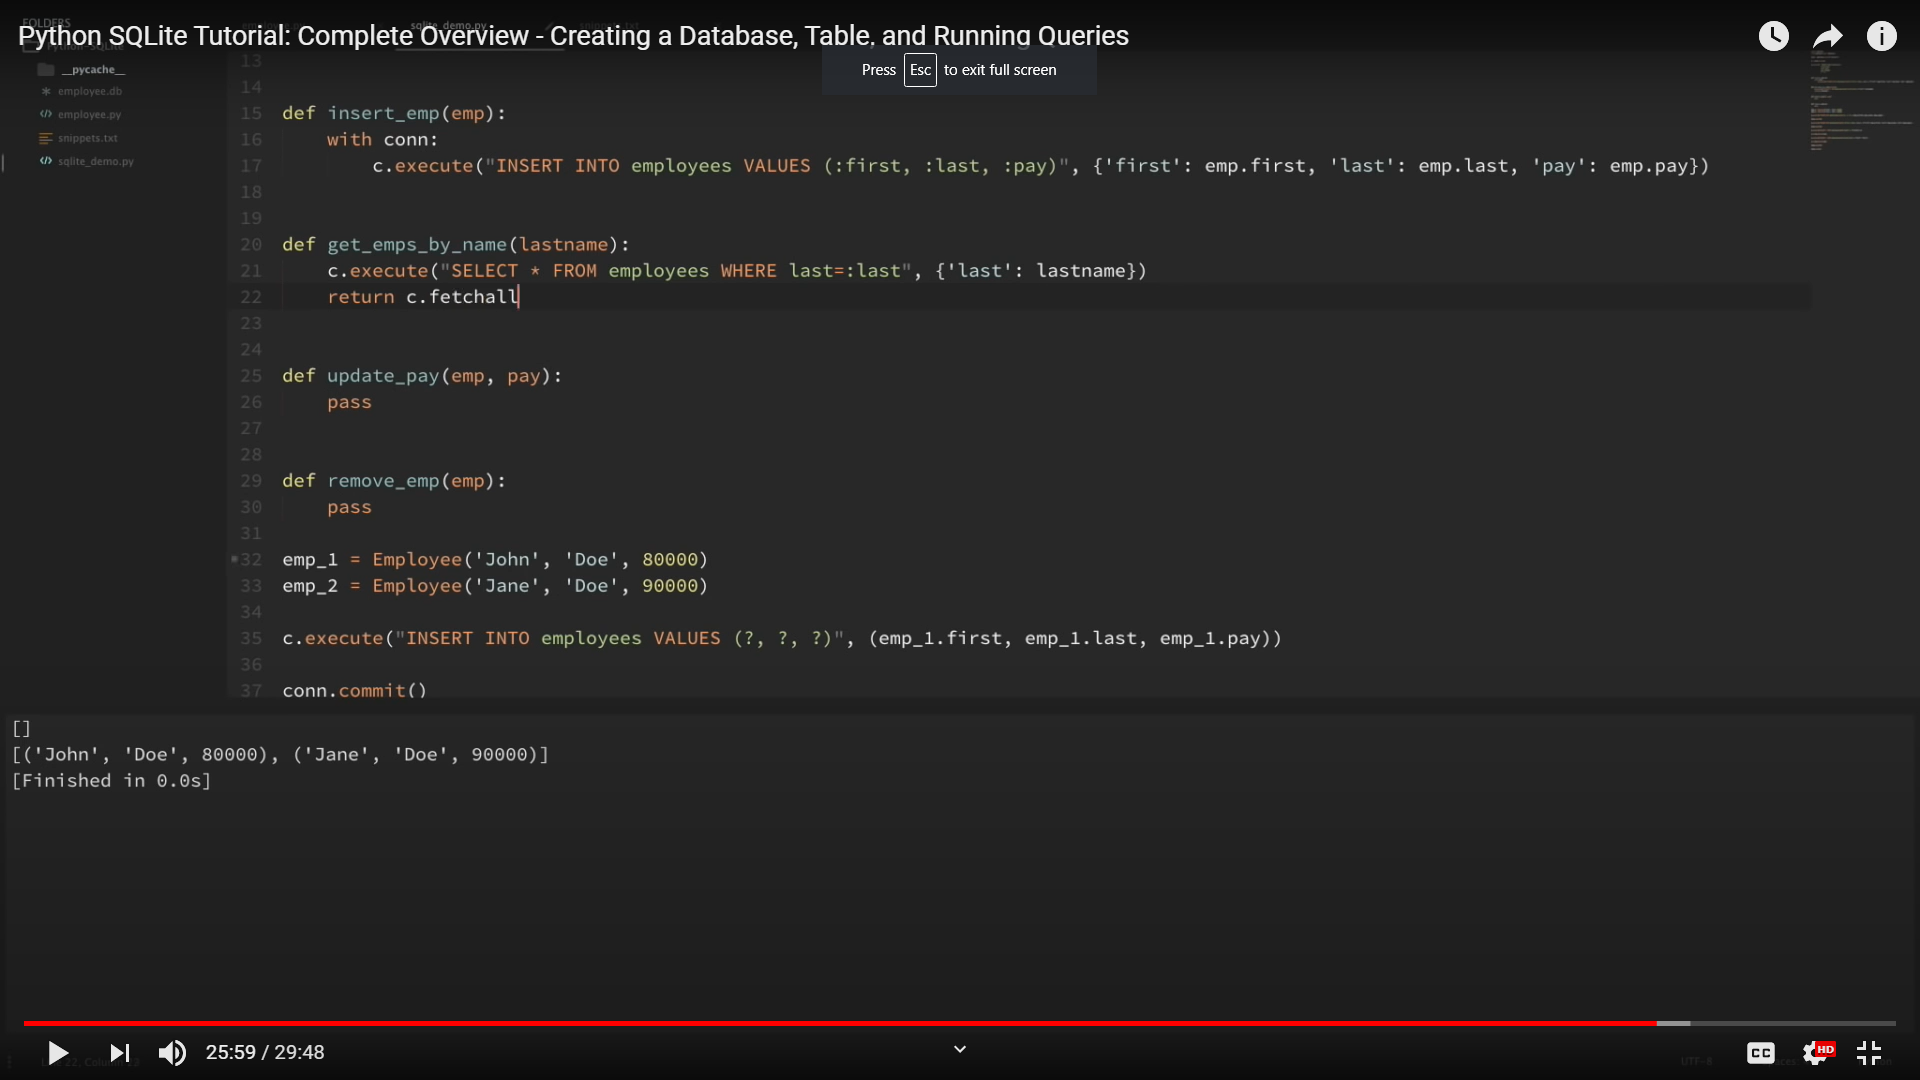 FOLDERS
sqlite_demo.py
Python SQLite Tutorial: Complete Overview - Creating a Database, Table, and Running Queries
Press Esc to exit full screen
__pycache__
employee.db
employee.py
snippets.txt
sqlite_demo.py
13
14
15 def insert_emp(emp):
16 with conn:
17 c.execute("INSERT INTO employees VALUES (:first, :last, :pay)", {'first': emp.first, 'last': emp.last, 'pay': emp.pay})
18
19
20 def get_emps_by_name(lastname):
21 c.execute("SELECT * FROM employees WHERE last=:last", {'last': lastname})
22 return c.fetchall
23
24
25 def update_pay(emp, pay):
26 pass
27
28
29 def remove_emp(emp):
30 pass
31
32 emp_1 = Employee('John', 'Doe', 80000)
33 emp_2 = Employee('Jane', 'Doe', 90000)
34
35 c.execute("INSERT INTO employees VALUES (?, ?, ?)", (emp_1.first, emp_1.last, emp_1.pay))
36
37 conn.commit()
[]
[('John', 'Doe', 80000), ('Jane', 'Doe', 90000)]
[Finished in 0.0s]
25:59 / 29:48
CC
HD
UTF-8